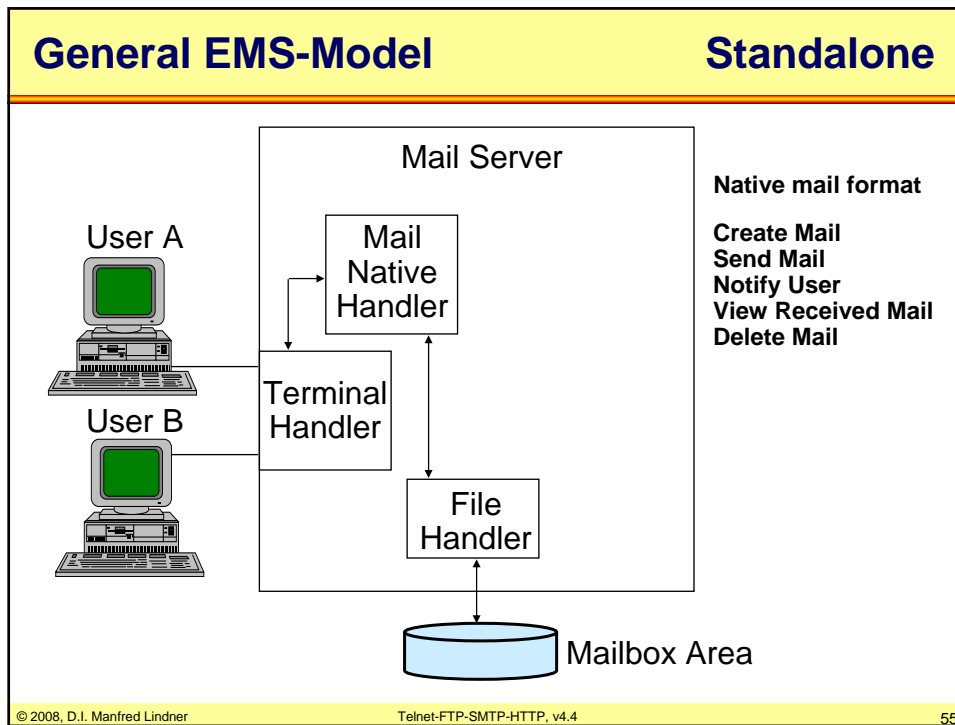 General EMS-Model Standalone
Mail Server
Native mail format
Create Mail
Send Mail
Notify User
View Received Mail
Delete Mail
User A
Mail
Native
Handler
Terminal
Handler
User B
File
Handler
Mailbox Area
© 2008, D.I. Manfred Lindner Telnet-FTP-SMTP-HTTP, v4.4 55